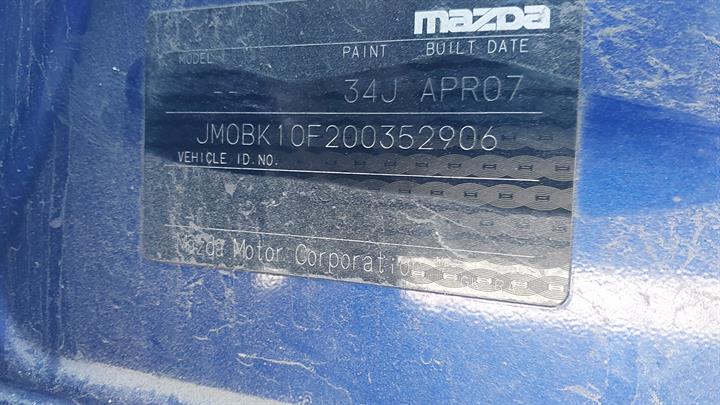 mazda
MODEL PAINT BUILT DATE
-- 34J APR07
JM0BK10F200352906
VEHICLE ID.NO.
Mazda Motor Corporation